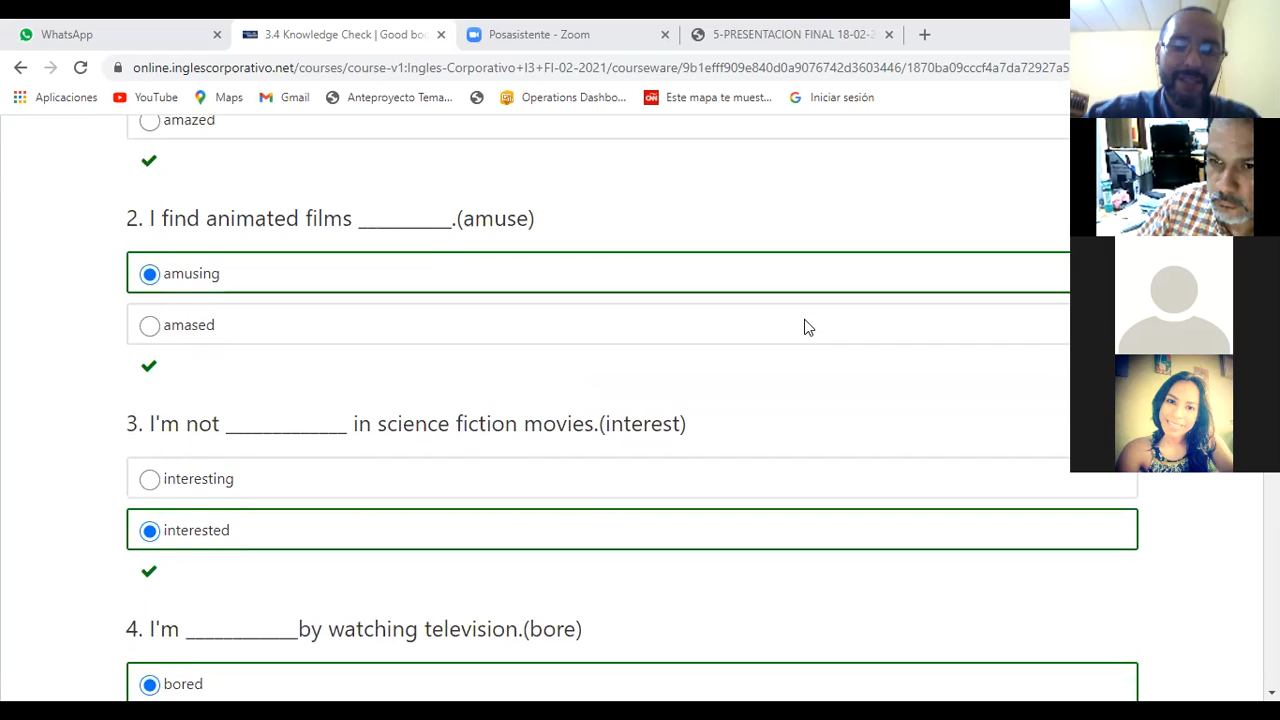 WhatsApp
3.4 Knowledge Check | Good bo
Posasistente - Zoom
5-PRESENTACION FINAL 18-02-2
online.inglescorporativo.net/courses/course-v1:Ingles-Corporativo+I3+FI-02-2021/courseware/9b1efff909e840d0a9076742d3603446/1870ba09cccf4a7da72927a5
Aplicaciones
YouTube
Maps
Gmail
Anteproyecto Tema...
Operations Dashbo...
Este mapa te muest...
Iniciar sesión
amazed
2. I find animated films __________.(amuse)
amusing
amased
3. I'm not _____________ in science fiction movies.(interest)
interesting
interested
4. I'm ____________by watching television.(bore)
bored